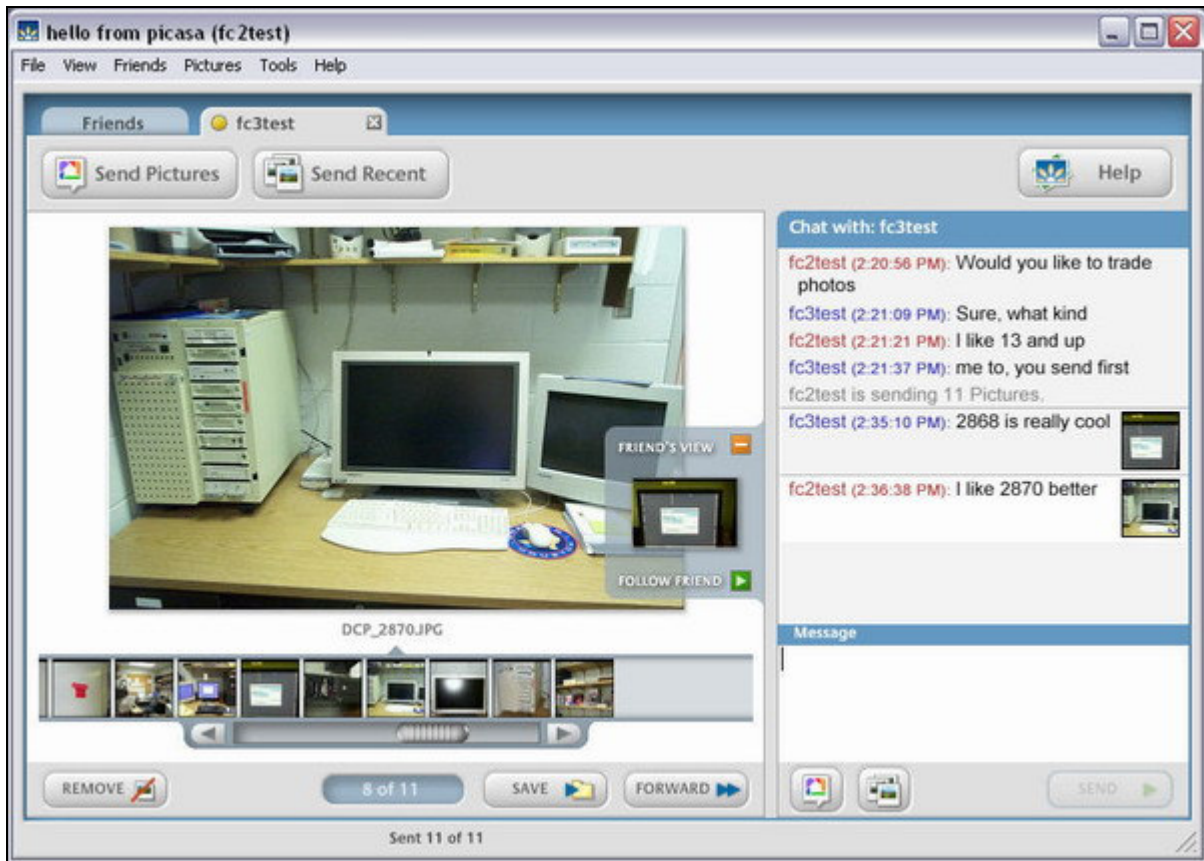 hello from picasa (fc2test)
File View Friends Pictures Tools Help
Friends fc3test
Send Pictures Send Recent Help
Chat with: fc3test
fc2test (2:20:56 PM): Would you like to trade
photos
fc3test (2:21:09 PM): Sure, what kind
fc2test (2:21:21 PM): I like 13 and up
fc3test (2:21:37 PM): me to, you send first
fc2test is sending 11 Pictures.
fc3test (2:35:10 PM): 2868 is really cool
fc2test (2:36:38 PM): I like 2870 better
FRIEND'S VIEW
FOLLOW FRIEND
DCP_2870.JPG
Message
REMOVE 8 of 11 SAVE FORWARD SEND
Sent 11 of 11